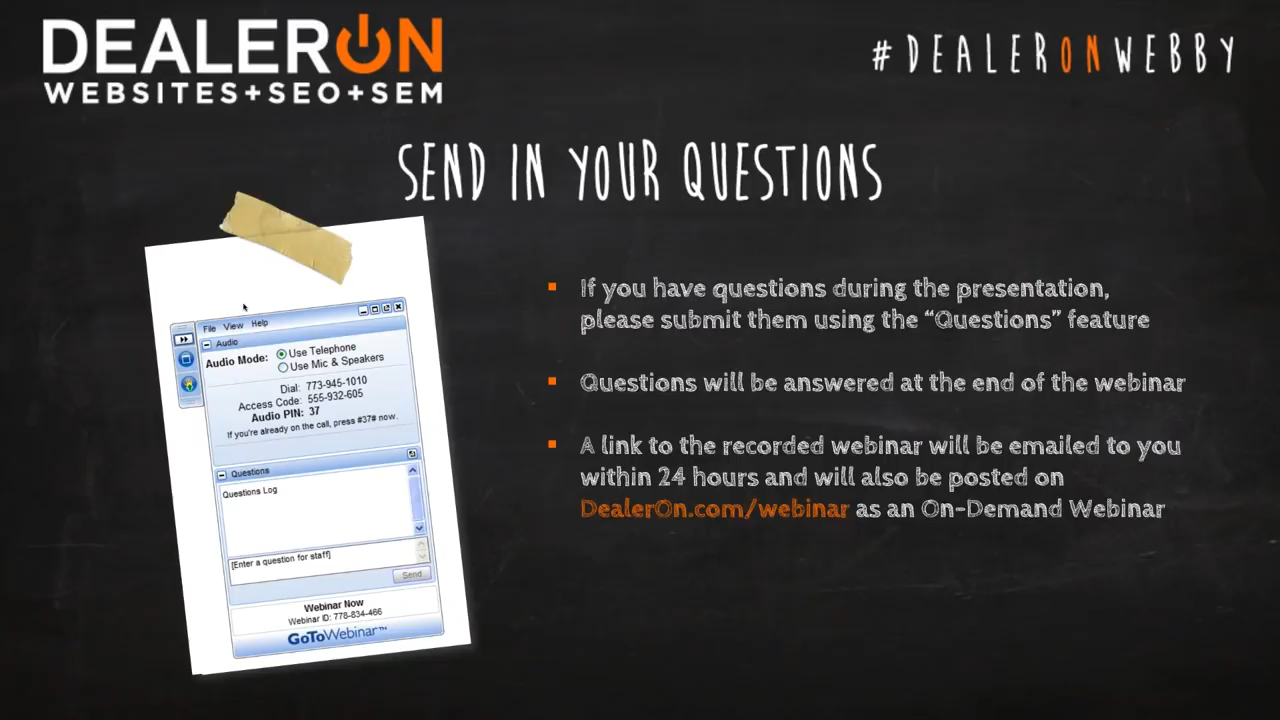 DEALERON
WEBSITES+SEO+SEM
#DEALERONWEBBY
SEND IN YOUR QUESTIONS
File View Help
Audio
Audio Mode: Use Telephone
Use Mic & Speakers
Dial: 773-945-1010
Access Code: 555-932-605
Audio PIN: 37
If you're already on the call, press #37# now.
Questions
Questions Log
[Enter a question for staff]
Send
Webinar Now
Webinar ID: 778-834-466
GoToWebinar™
▪ If you have questions during the presentation,
please submit them using the “Questions” feature
▪ Questions will be answered at the end of the webinar
▪ A link to the recorded webinar will be emailed to you
within 24 hours and will also be posted on
DealerOn.com/webinar as an On-Demand Webinar